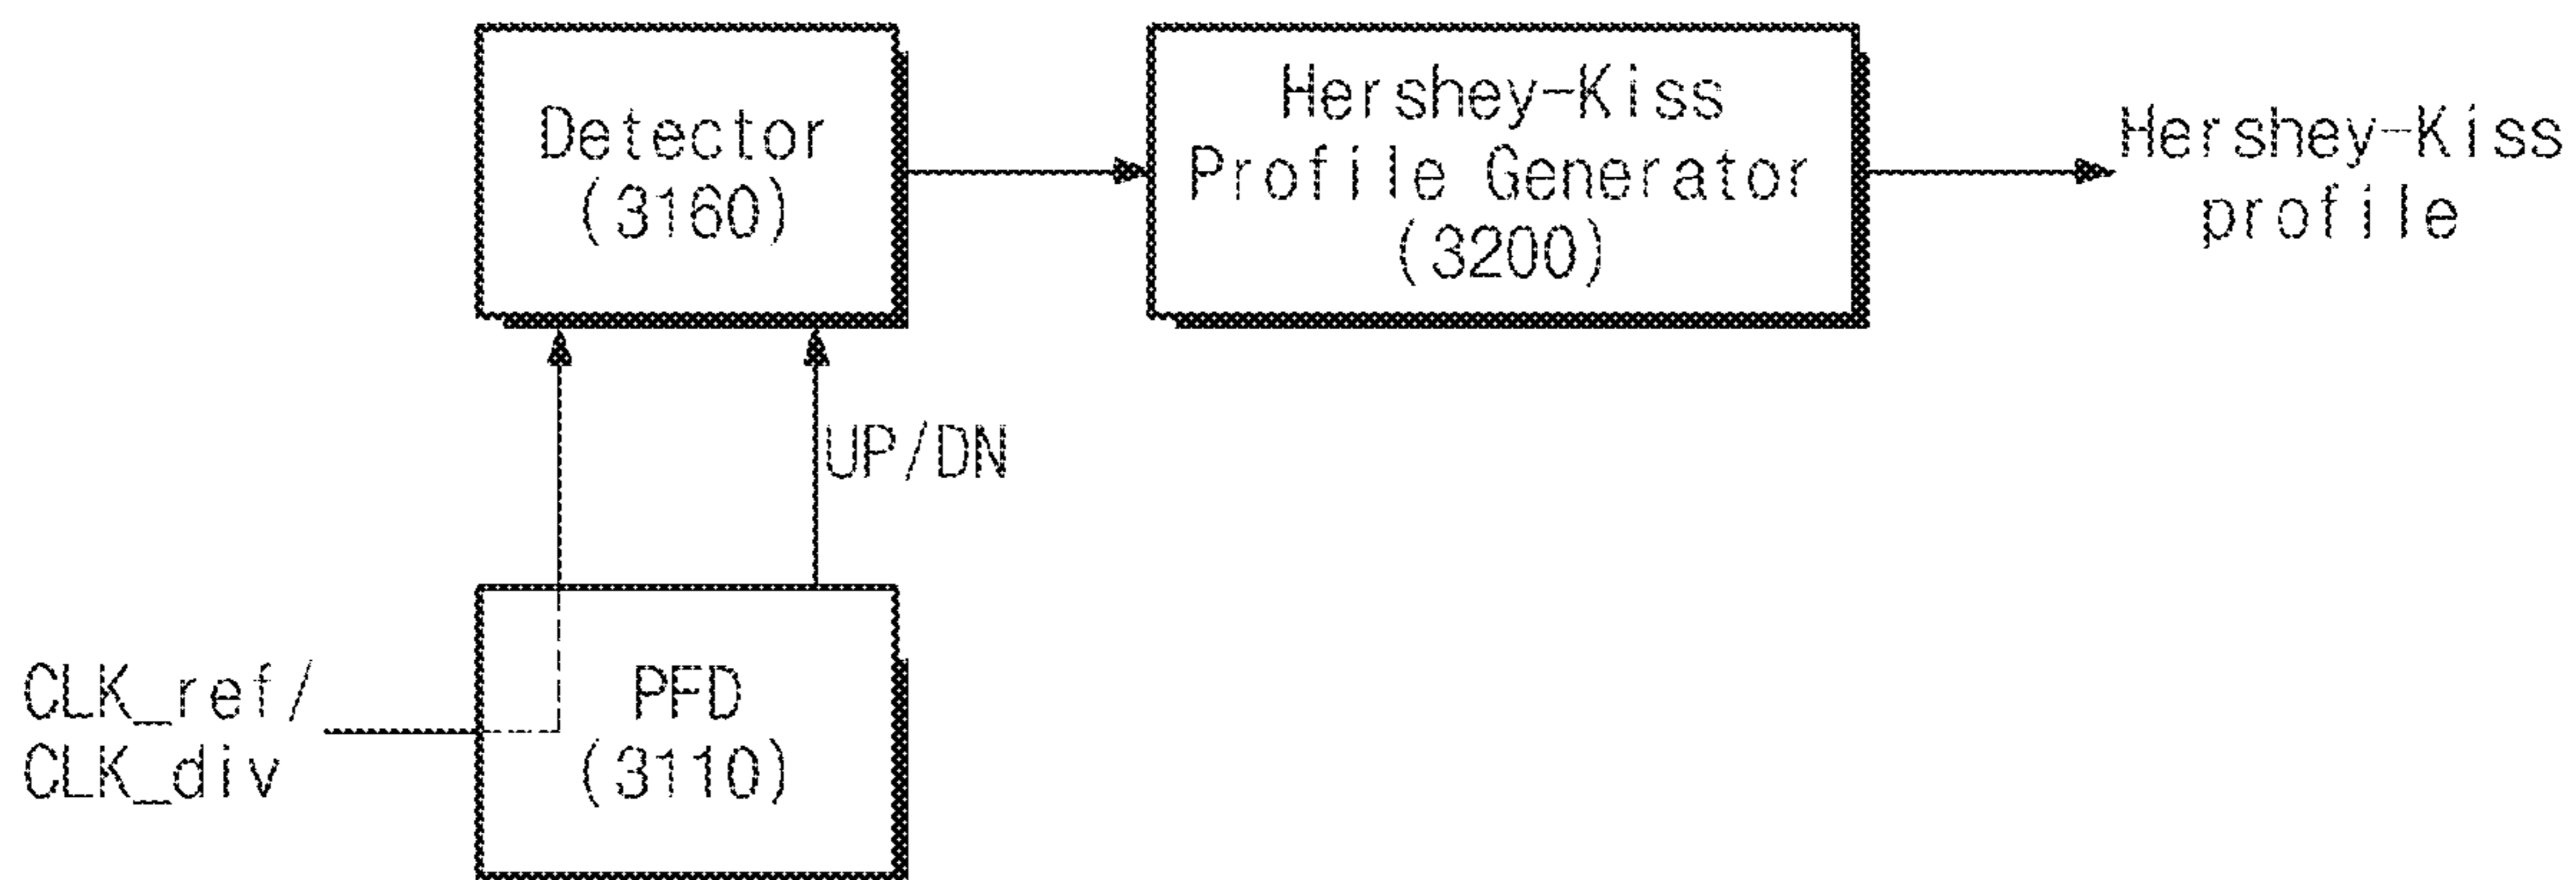 Detector
(3160)
Hershey-Kiss
Profile Generator
(3200)
Hershey-Kiss
profile
UP/DN
CLK_ref/
CLK_div
PFD
(3110)